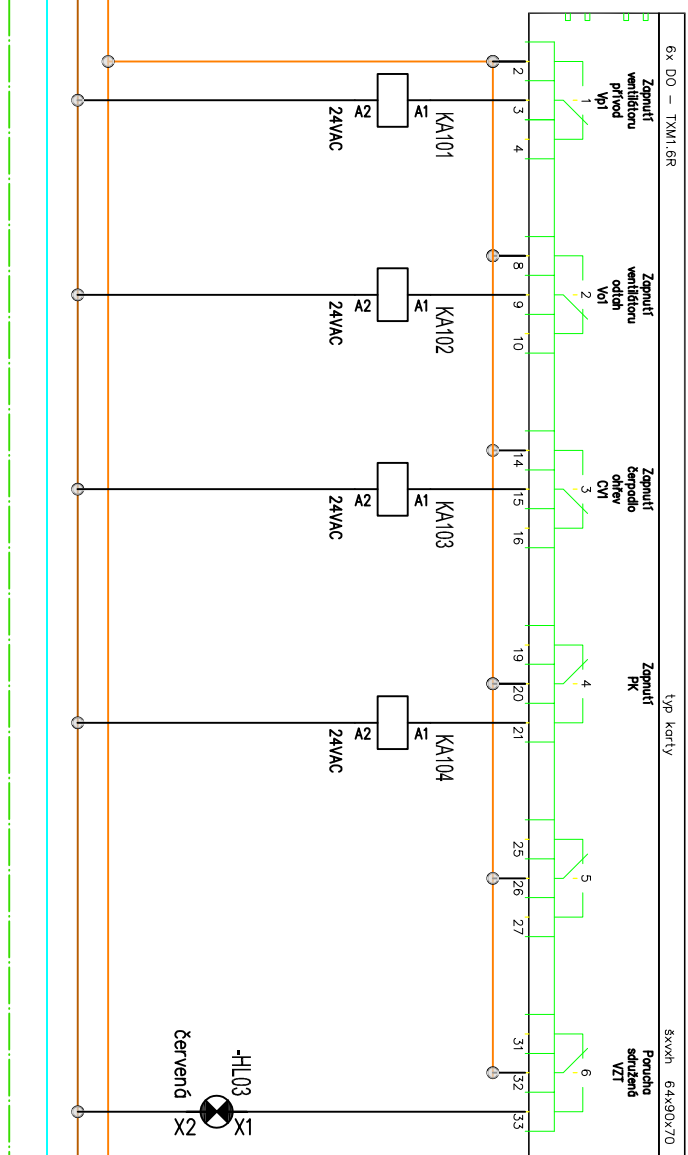 6x DO – TXM1.6R
typ karty
šxvxh 64x90x70
Zapnutí
ventilátoru
přívod
Vp1
Zapnutí
ventilátoru
odtah
Vo1
Zapnutí
čerpadlo
ohřev
ČV1
Zapnutí
PK
Porucha
sdružená
VZT
1
2
3
4
5
6
2
3
4
8
9
10
14
15
16
19
20
21
25
26
27
31
32
33
KA101
A1
A2
24VAC
KA102
A1
A2
24VAC
KA103
A1
A2
24VAC
KA104
A1
A2
24VAC
-HL03
X1
X2
červená